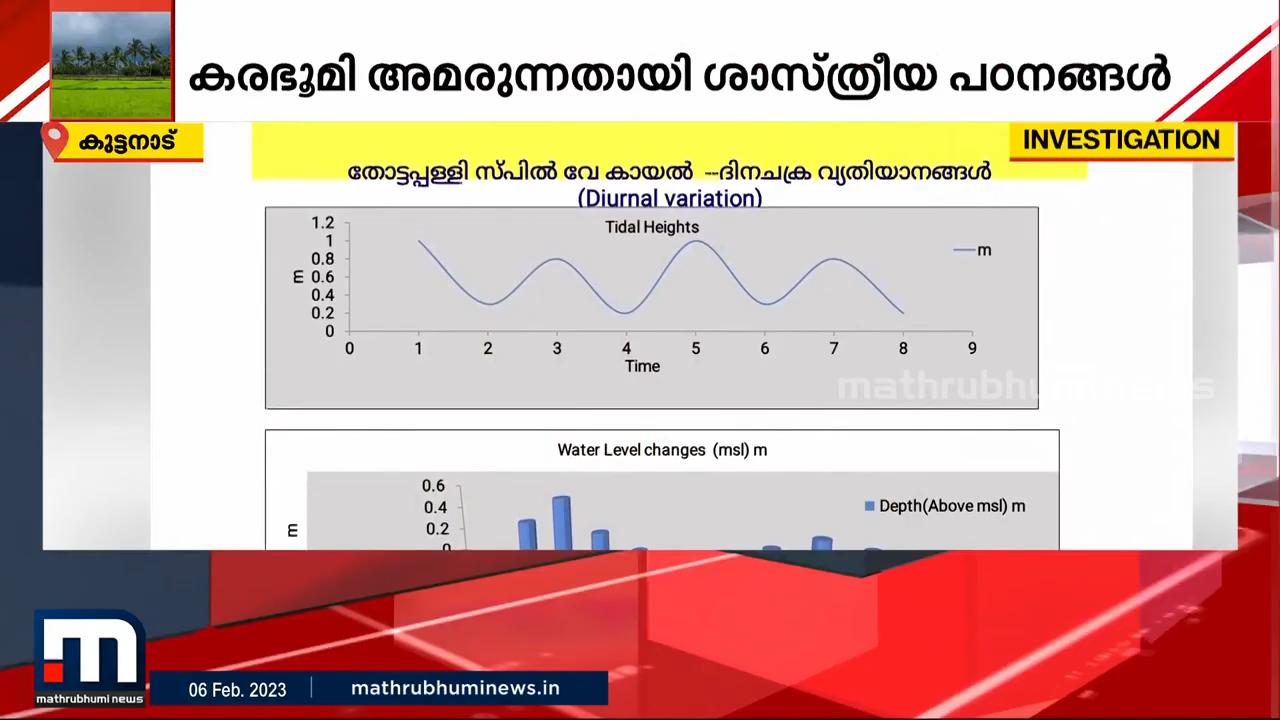 കരഭൂമി അമരുന്നതായി ശാസ്ത്രീയ പഠനങ്ങൾ
കുട്ടനാട്
INVESTIGATION
തോട്ടപ്പള്ളി സ്പിൽ വേ കായൽ --ദിനചക്ര വ്യതിയാനങ്ങൾ
(Diurnal variation)
Tidal Heights
1.2
1
0.8
0.6
0.4
0.2
0
m
m
0 1 2 3 4 5 6 7 8 9
Time
mathrubhumi news
Water Level changes (msl) m
0.6
0.4
0.2
0
m
Depth(Above msl) m
mathrubhumi news
06 Feb. 2023
mathrubhuminews.in